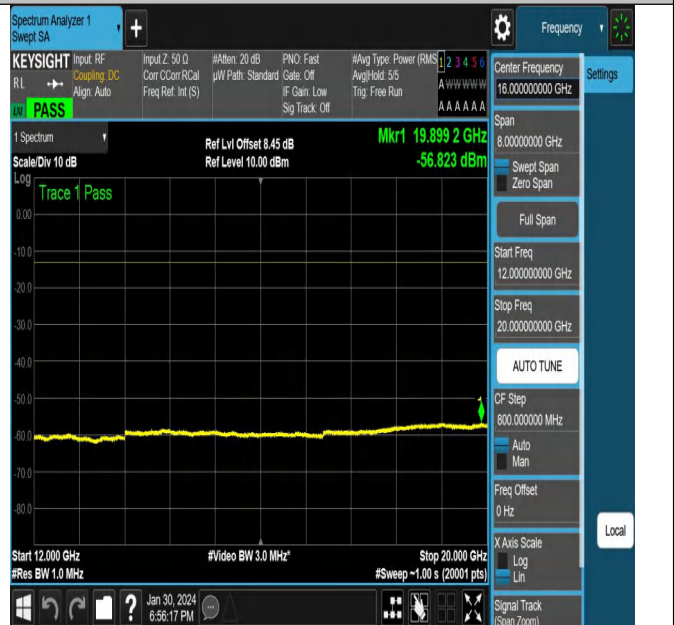 Spectrum Analyzer 1
Swept SA
Frequency
KEYSIGHT
RL
Input: RF
Coupling: DC
Align: Auto
Input Z: 50 Ω
Corr CCorr RCal
Freq Ref: Int (S)
#Atten: 20 dB
µW Path: Standard
PNO: Fast
Gate: Off
IF Gain: Low
Sig Track: Off
#Avg Type: Power (RMS
Avg|Hold: 5/5
Trig: Free Run
1 2 3 4 5 6
A W W W W W
A A A A A A
PASS
1 Spectrum
Scale/Div 10 dB
Ref Lvl Offset 8.45 dB
Ref Level 10.00 dBm
Mkr1 19.899 2 GHz
-56.823 dBm
Log
Trace 1 Pass
0.00
-10.0
-20.0
-30.0
-40.0
-50.0
-60.0
-70.0
-80.0
1
Start 12.000 GHz
#Res BW 1.0 MHz
#Video BW 3.0 MHz*
Stop 20.000 GHz
#Sweep ~1.00 s (20001 pts)
?
Jan 30, 2024
6:56:17 PM
Center Frequency
16.000000000 GHz
Settings
Span
8.00000000 GHz
Swept Span
Zero Span
Full Span
Start Freq
12.000000000 GHz
Stop Freq
20.000000000 GHz
AUTO TUNE
CF Step
800.000000 MHz
Auto
Man
Freq Offset
0 Hz
X Axis Scale
Log
Lin
Local
Signal Track
(Span Zoom)